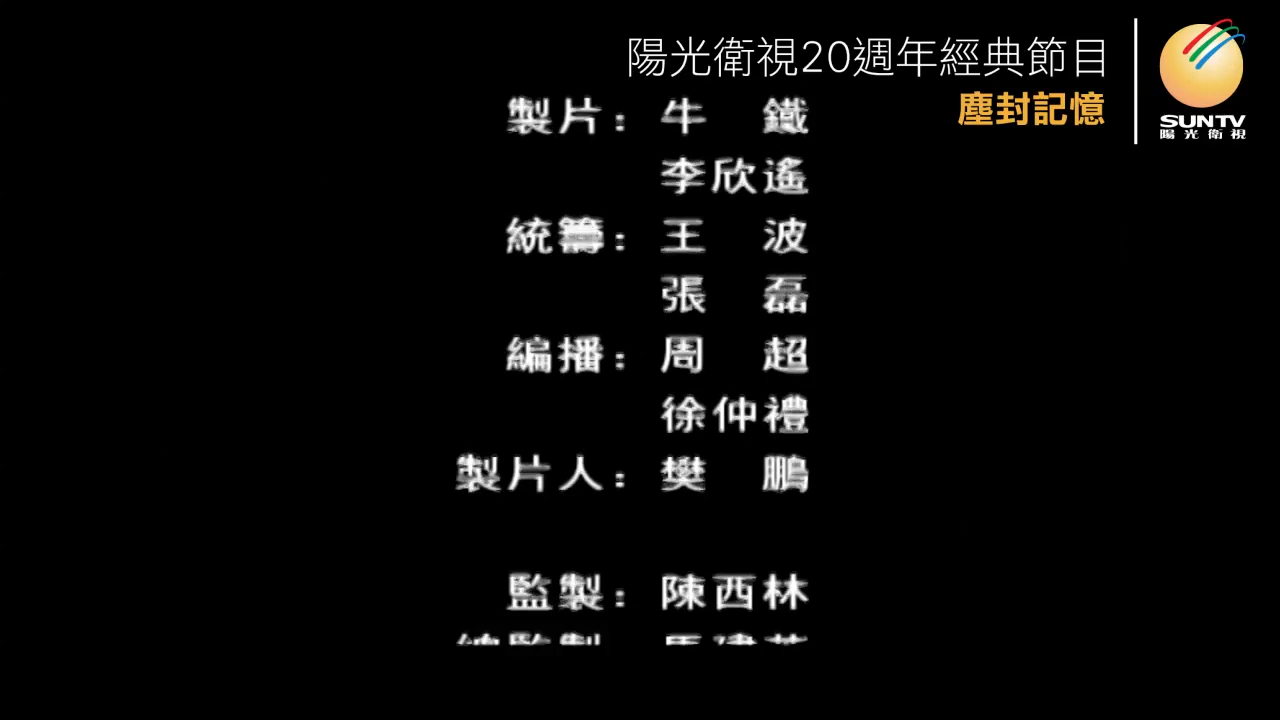 陽光衛視20週年經典節目
塵封記憶
SUNTV
陽光衛視
製片：牛 鐵
李欣遙
統籌：王 波
張 磊
編播：周 超
徐仲禮
製片人：樊 鵬
監製：陳西林